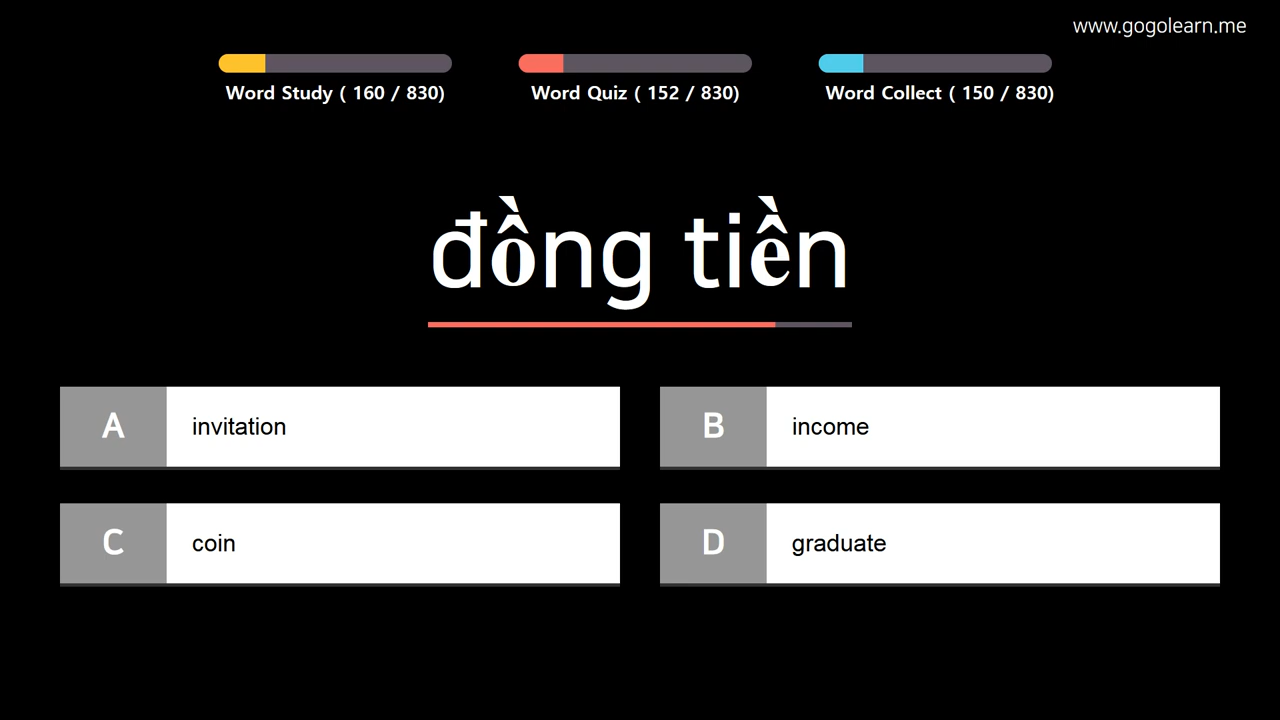 www.gogolearn.me
Word Study ( 160 / 830)
Word Quiz ( 152 / 830)
Word Collect ( 150 / 830)
đồng tiền
A invitation
B income
C coin
D graduate